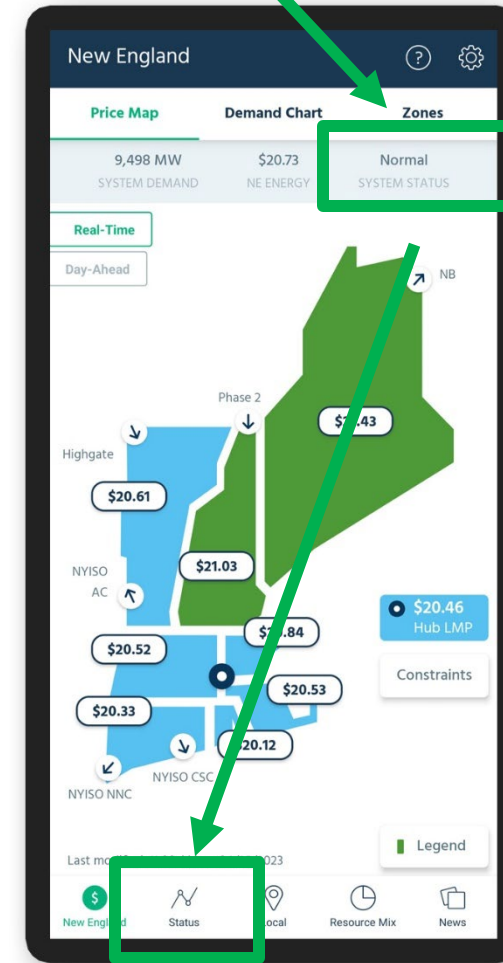 New England
?
Price Map Demand Chart Zones
9,498 MW $20.73 Normal
SYSTEM DEMAND NE ENERGY SYSTEM STATUS
Real-Time
Day-Ahead
NB
Phase 2
Highgate
$20.61
NYISO
AC
$21.03
$20.46
Hub LMP
$20.52
$20.53
Constraints
$20.33
$20.12
NYISO CSC
NYISO NNC
Legend
Last
$
New Status Resource Mix News